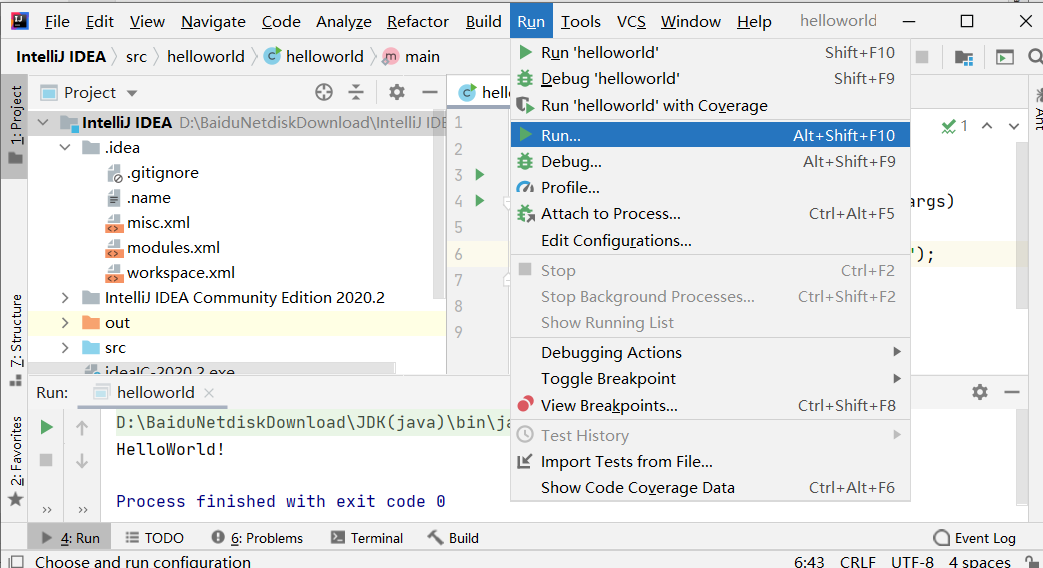 File Edit View Navigate Code Analyze Refactor Build Run Tools VCS Window Help helloworld
IntelliJ IDEA src helloworld helloworld main
1: Project
Project
IntelliJ IDEA D:\BaiduNetdiskDownload\IntelliJ IDE
.idea
.gitignore
.name
misc.xml
modules.xml
workspace.xml
IntelliJ IDEA Community Edition 2020.2
out
src
ideaIC-2020.2.exe
7: Structure
2: Favorites
hell
1
2
3
4
5
6
7
8
9
Run 'helloworld' Shift+F10
Debug 'helloworld' Shift+F9
Run 'helloworld' with Coverage
Run... Alt+Shift+F10
Debug... Alt+Shift+F9
Profile...
Attach to Process... Ctrl+Alt+F5
Edit Configurations...
Stop Ctrl+F2
Stop Background Processes... Ctrl+Shift+F2
Show Running List
Debugging Actions
Toggle Breakpoint
View Breakpoints... Ctrl+Shift+F8
Test History
Import Tests from File...
Show Code Coverage Data Ctrl+Alt+F6
1
args)
");
Ant
Run: helloworld
D:\BaiduNetdiskDownload\JDK(java)\bin\ja
HelloWorld!
Process finished with exit code 0
4: Run TODO 6: Problems Terminal Build Event Log
Choose and run configuration 6:43 CRLF UTF-8 4 spaces